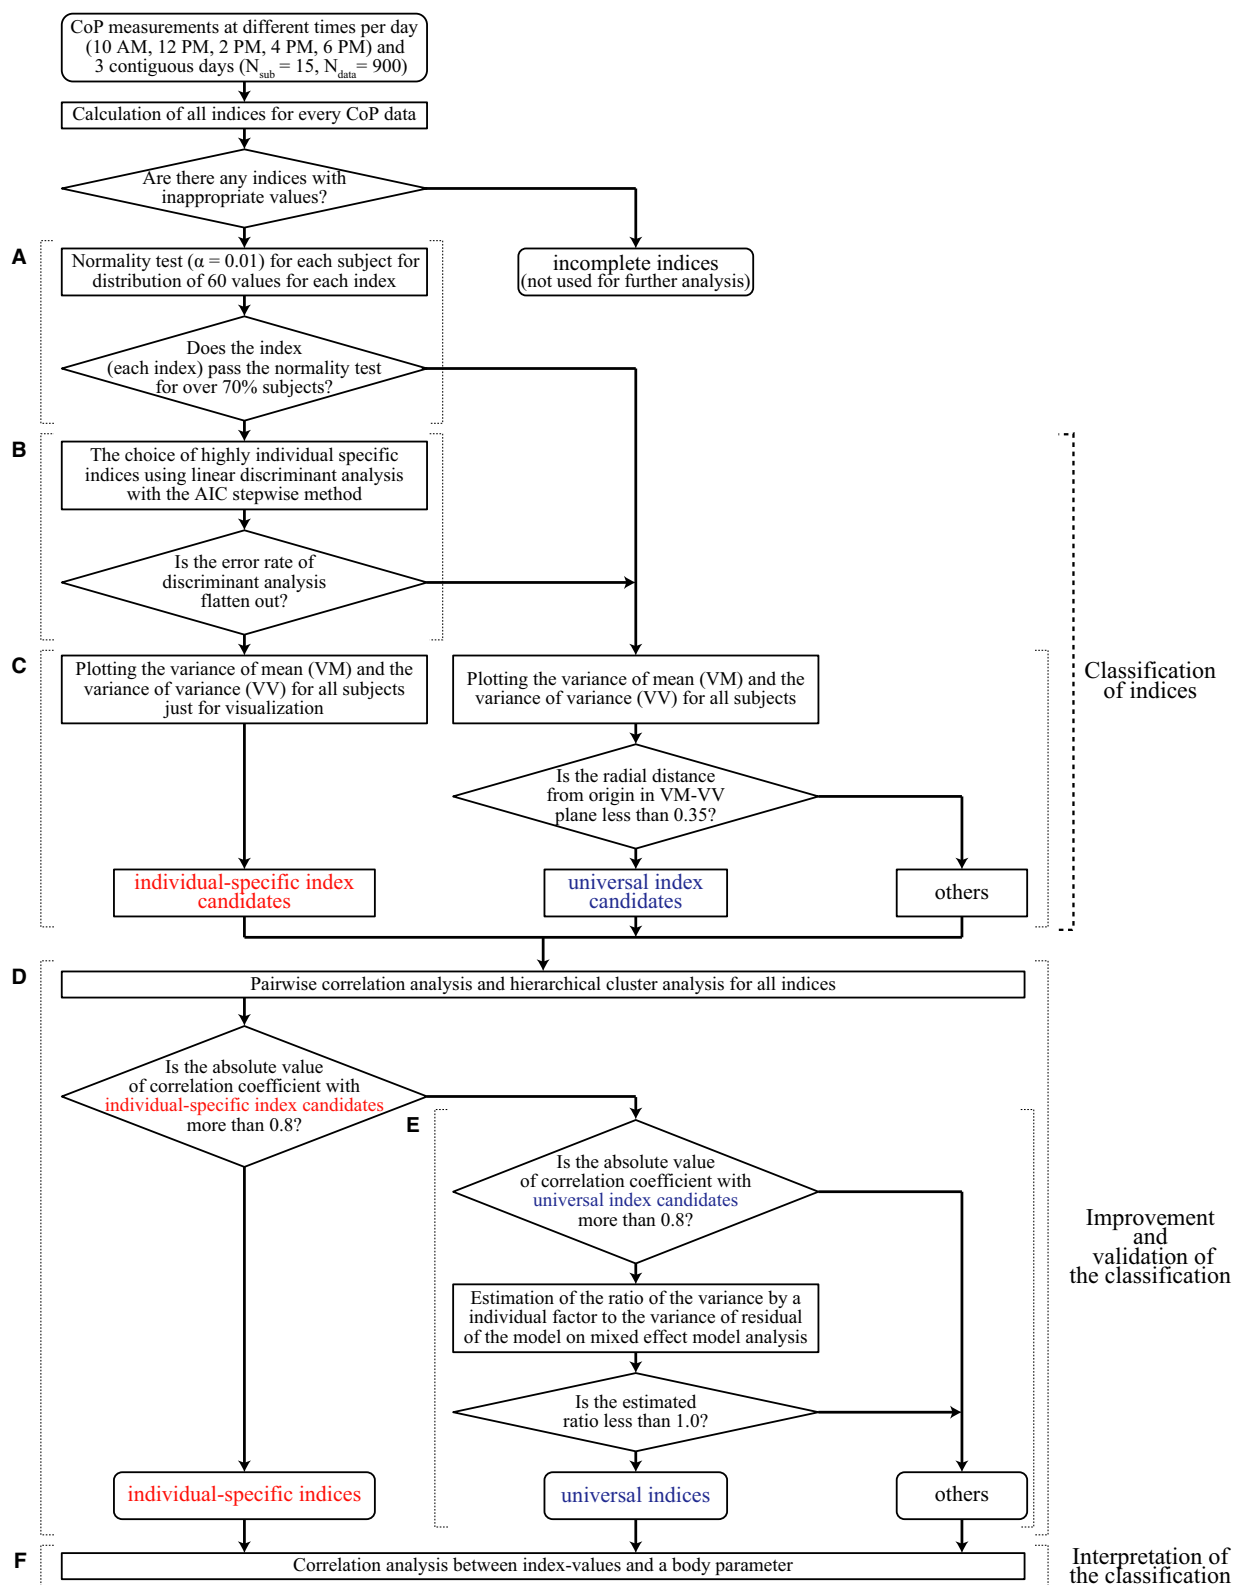 CoP measurements at different times per day
(10 AM, 12 PM, 2 PM, 4 PM, 6 PM) and
3 contiguous days (Nsub = 15, Ndata = 900)
Calculation of all indices for every CoP data
Are there any indices with
inappropriate values?
A
Normality test (α = 0.01) for each subject for
distribution of 60 values for each index
incomplete indices
(not used for further analysis)
Does the index
(each index) pass the normality test
for over 70% subjects?
B
The choice of highly individual specific
indices using linear discriminant analysis
with the AIC stepwise method
Is the error rate of
discriminant analysis
flatten out?
C
Plotting the variance of mean (VM) and the
variance of variance (VV) for all subjects
just for visualization
Plotting the variance of mean (VM) and the
variance of variance (VV) for all subjects
Classification
of indices
Is the radial distance
from origin in VM-VV
plane less than 0.35?
individual-specific index
candidates
universal index
candidates
others
D
Pairwise correlation analysis and hierarchical cluster analysis for all indices
Is the absolute value
of correlation coefficient with
individual-specific index candidates
more than 0.8?
E
Is the absolute value
of correlation coefficient with
universal index candidates
more than 0.8?
Improvement
and
validation of
the classification
Estimation of the ratio of the variance by a
individual factor to the variance of residual
of the model on mixed effect model analysis
Is the estimated
ratio less than 1.0?
individual-specific indices
universal indices
others
F
Correlation analysis between index-values and a body parameter
Interpretation of
the classification